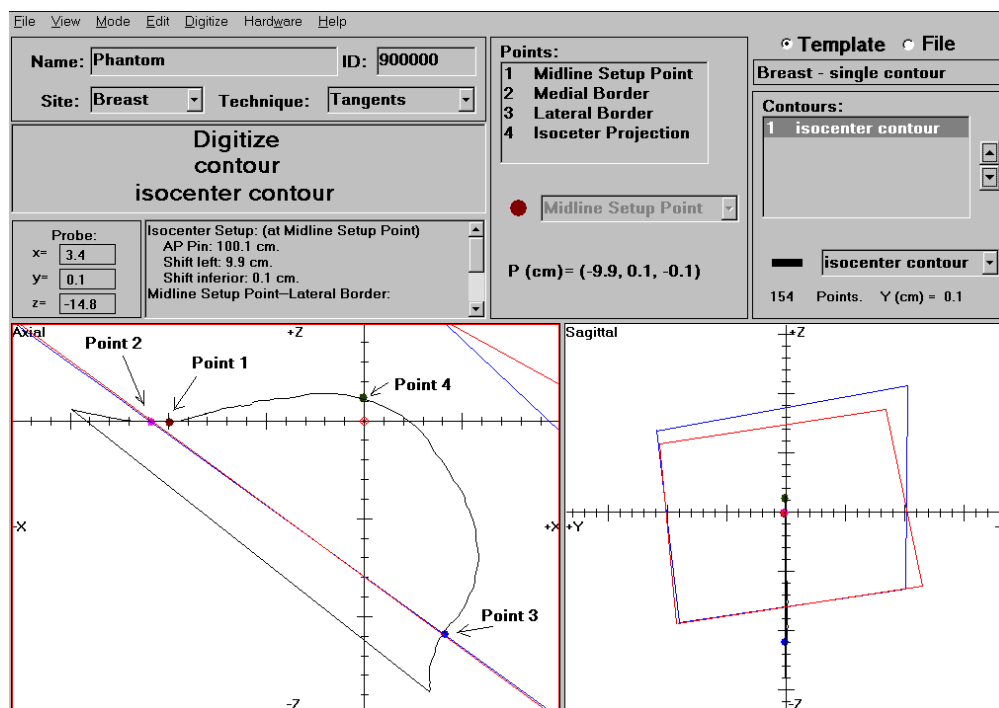 File View Mode Edit Digitize Hardware Help
Name: Phantom ID: 900000
Site: Breast Technique: Tangents
Digitize
contour
isocenter contour
Probe:
x= 3.4
y= 0.1
z= -14.8
Isocenter Setup: (at Midline Setup Point)
AP Pin: 100.1 cm.
Shift left: 9.9 cm.
Shift inferior: 0.1 cm.
Midline Setup Point—Lateral Border:
Points:
1 Midline Setup Point
2 Medial Border
3 Lateral Border
4 Isoceter Projection
Midline Setup Point
P (cm)= (-9.9, 0.1, -0.1)
Template File
Breast - single contour
Contours:
1 isocenter contour
isocenter contour
154 Points. Y (cm) = 0.1
Axial
+Z
Point 2
Point 1
Point 4
-X
+X
Point 3
-Z
Sagittal
+Z
+Y
-Z